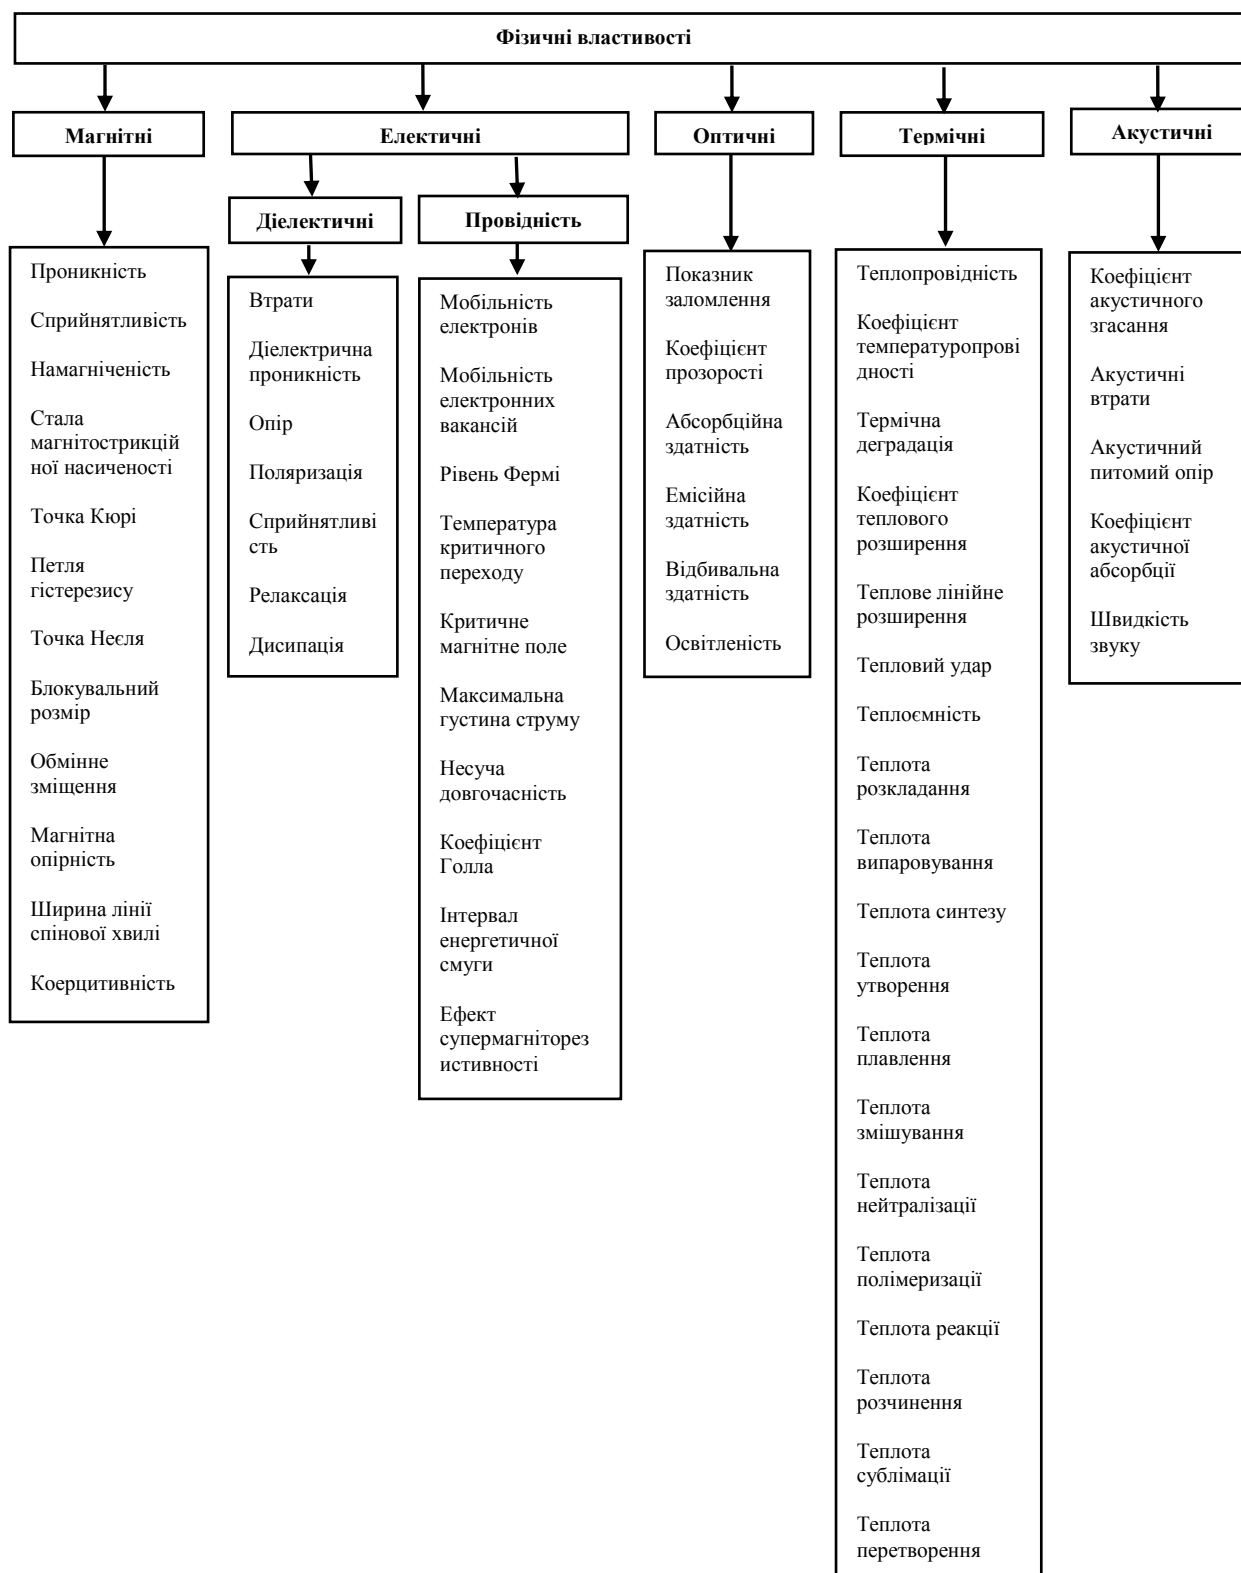 Фізичні властивості
Магнітні
Електичні
Оптичні
Термічні
Акустичні
Діелектичні
Провідність
Проникність
Сприйнятливість
Намагніченість
Стала
магнітострикцій
ної насиченості
Точка Кюрі
Петля
гістерезису
Точка Неєля
Блокувальний
розмір
Обмінне
зміщення
Магнітна
опірність
Ширина лінії
спінової хвилі
Коерцитивність
Втрати
Діелектрична
проникність
Опір
Поляризація
Сприйнятливі
сть
Релаксація
Дисипація
Мобільність
електронів
Мобільність
електронних
вакансій
Рівень Фермі
Температура
критичного
переходу
Критичне
магнітне поле
Максимальна
густина струму
Несуча
довгочасність
Коефіцієнт
Голла
Інтервал
енергетичної
смуги
Ефект
супермагніторез
истивності
Показник
заломлення
Коефіцієнт
прозорості
Абсорбційна
здатність
Емісійна
здатність
Відбивальна
здатність
Освітленість
Теплопровідність
Коефіцієнт
температуропрові
дності
Термічна
деградація
Коефіцієнт
теплового
розширення
Теплове лінійне
розширення
Тепловий удар
Теплоємність
Теплота
розкладання
Теплота
випаровування
Теплота синтезу
Теплота
утворення
Теплота
плавлення
Теплота
змішування
Теплота
нейтралізації
Теплота
полімеризації
Теплота реакції
Теплота
розчинення
Теплота
сублімації
Теплота
перетворення
Коефіцієнт
акустичного
згасання
Акустичні
втрати
Акустичний
питомий опір
Коефіцієнт
акустичної
абсорбції
Швидкість
звуку